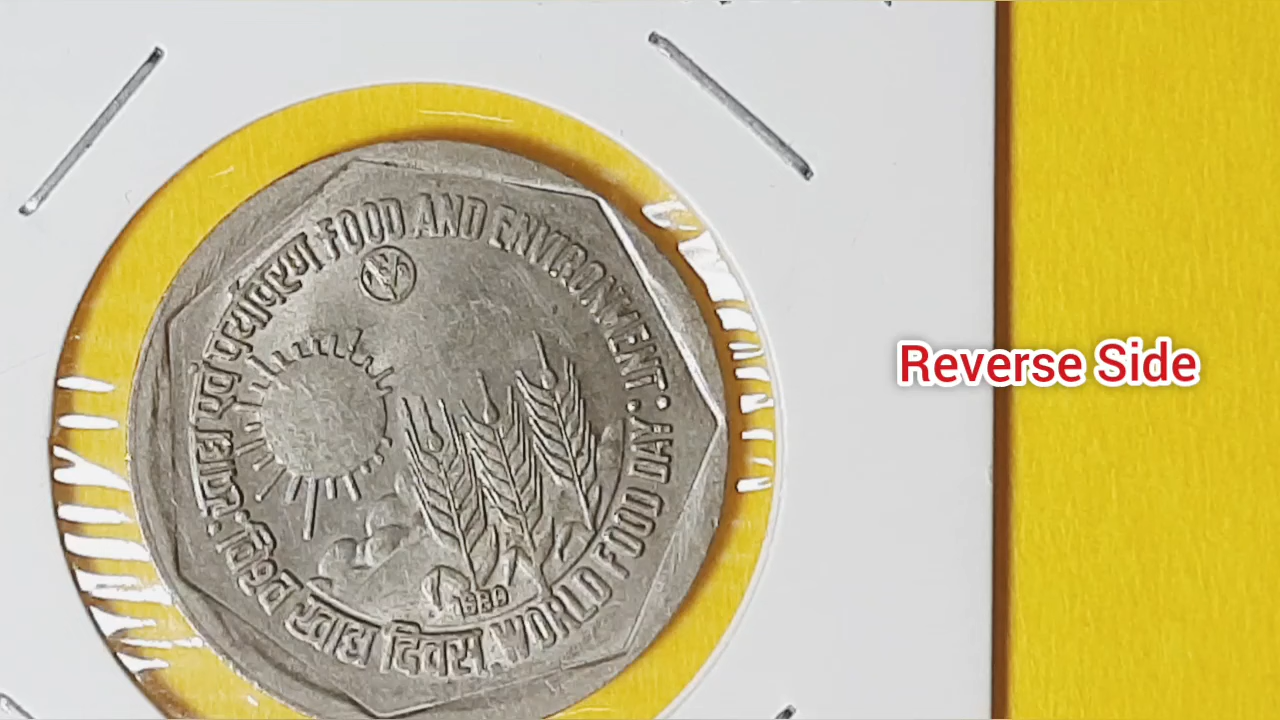 खाद्य एवं पर्यावरण FOOD AND ENVIRONMENT:
विश्व खाद्य दिवस WORLD FOOD DAY:
1989
Reverse Side